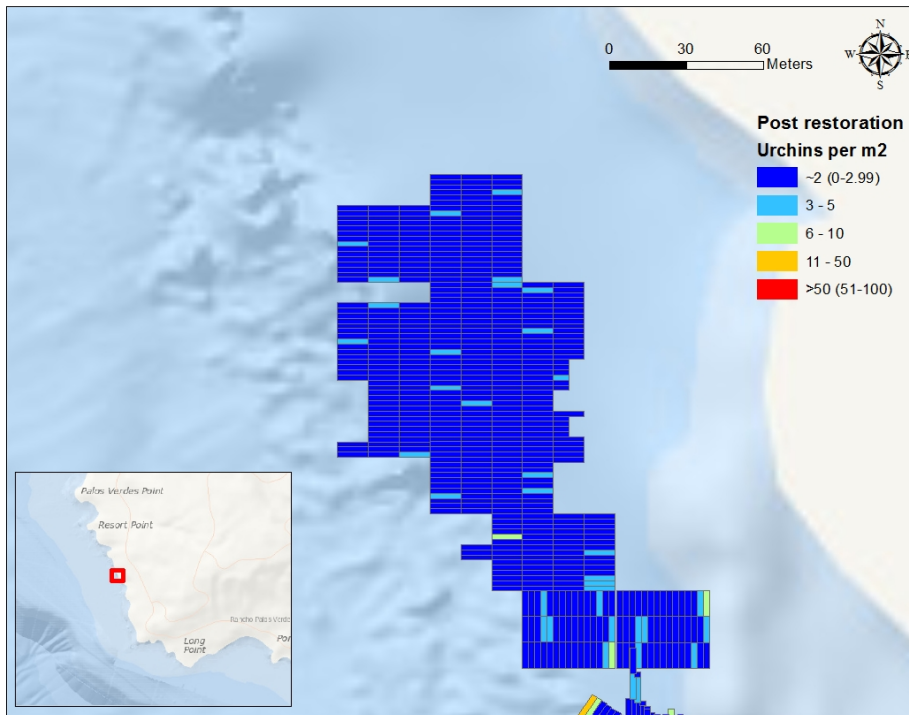 N
W E
S
0 30 60
Meters
Post restoration
Urchins per m2
~2 (0-2.99)
3 - 5
6 - 10
11 - 50
>50 (51-100)
Palos Verdes Point
Resort Point
Rancho Palos Verde
Long
Point
Poi